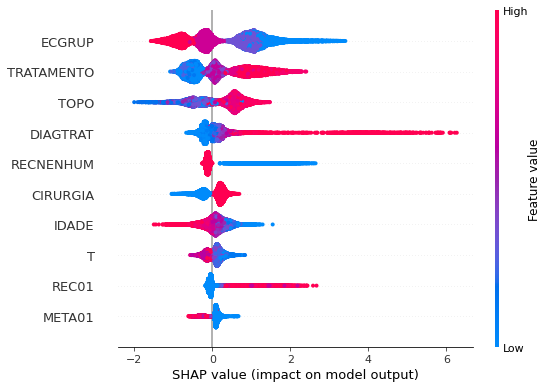 High
ECGRUP
TRATAMENTO
TOPO
DIAGTRAT
RECNENHUM
CIRURGIA
IDADE
T
REC01
META01
Feature value
Low
−2 0 2 4 6
SHAP value (impact on model output)